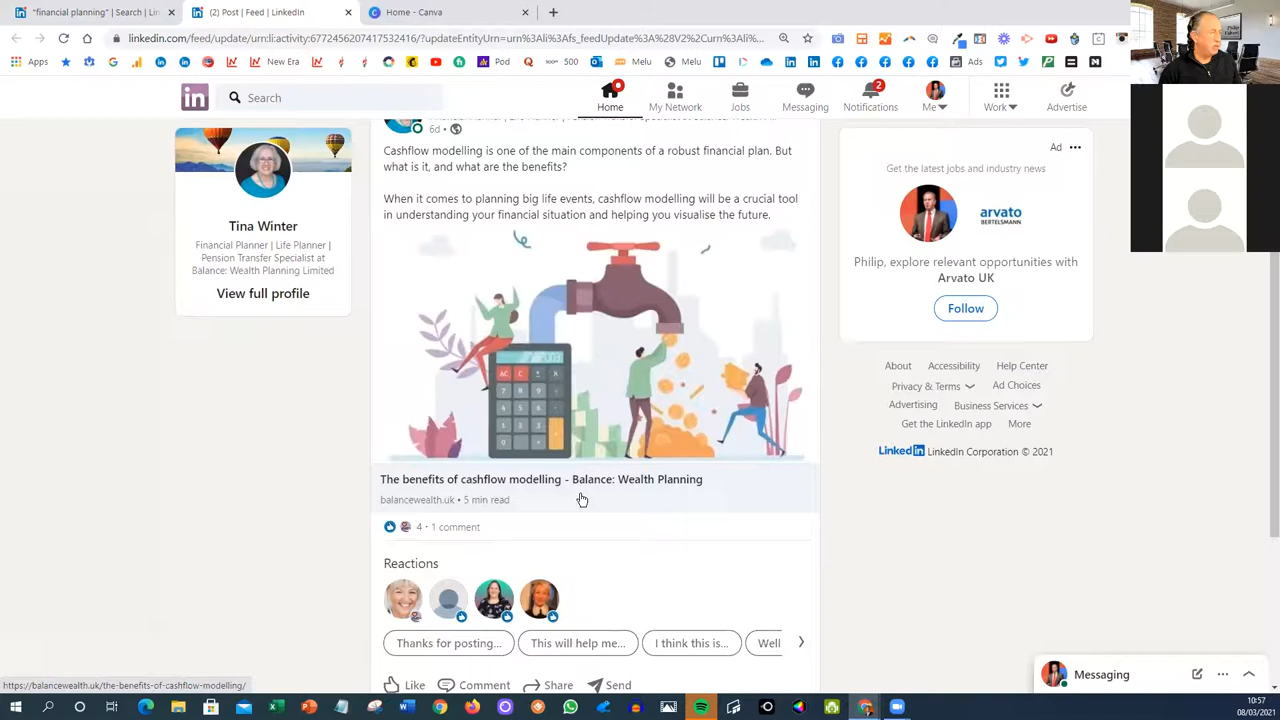 "financial planning" | Search | Lin
(2) Post | Feed | LinkedIn
Home - Canva
linkedin.com/feed/update/urn:li:activity:6772456207417532416/?updateEntityUrn=urn%3Ali%3Afs_feedUpdate%3A%28V2%2Curn%3Ali%...
Apps
New Em
Post
500
Melu
Melu
Ads
Search
Home
My Network
Jobs
Messaging
2
Notifications
Me
Work
Advertise
6d
Tina Winter
Financial Planner | Life Planner |
Pension Transfer Specialist at
Balance: Wealth Planning Limited
View full profile
Cashflow modelling is one of the main components of a robust financial plan. But
what is it, and what are the benefits?
When it comes to planning big life events, cashflow modelling will be a crucial tool
in understanding your financial situation and helping you visualise the future.
AC C
The benefits of cashflow modelling - Balance: Wealth Planning
balancewealth.uk • 5 min read
4 · 1 comment
Reactions
Thanks for posting...
This will help me...
I think this is...
Well
Like
Comment
Share
Send
Ad
Get the latest jobs and industry news
arvato
BERTELSMANN
Philip, explore relevant opportunities with
Arvato UK
Follow
About
Accessibility
Help Center
Privacy & Terms
Ad Choices
Advertising
Business Services
Get the LinkedIn app
More
LinkedIn LinkedIn Corporation © 2021
Messaging
https://balancewealth.uk/the-benefits-of-cashflow-modelling/
10:57
08/03/2021